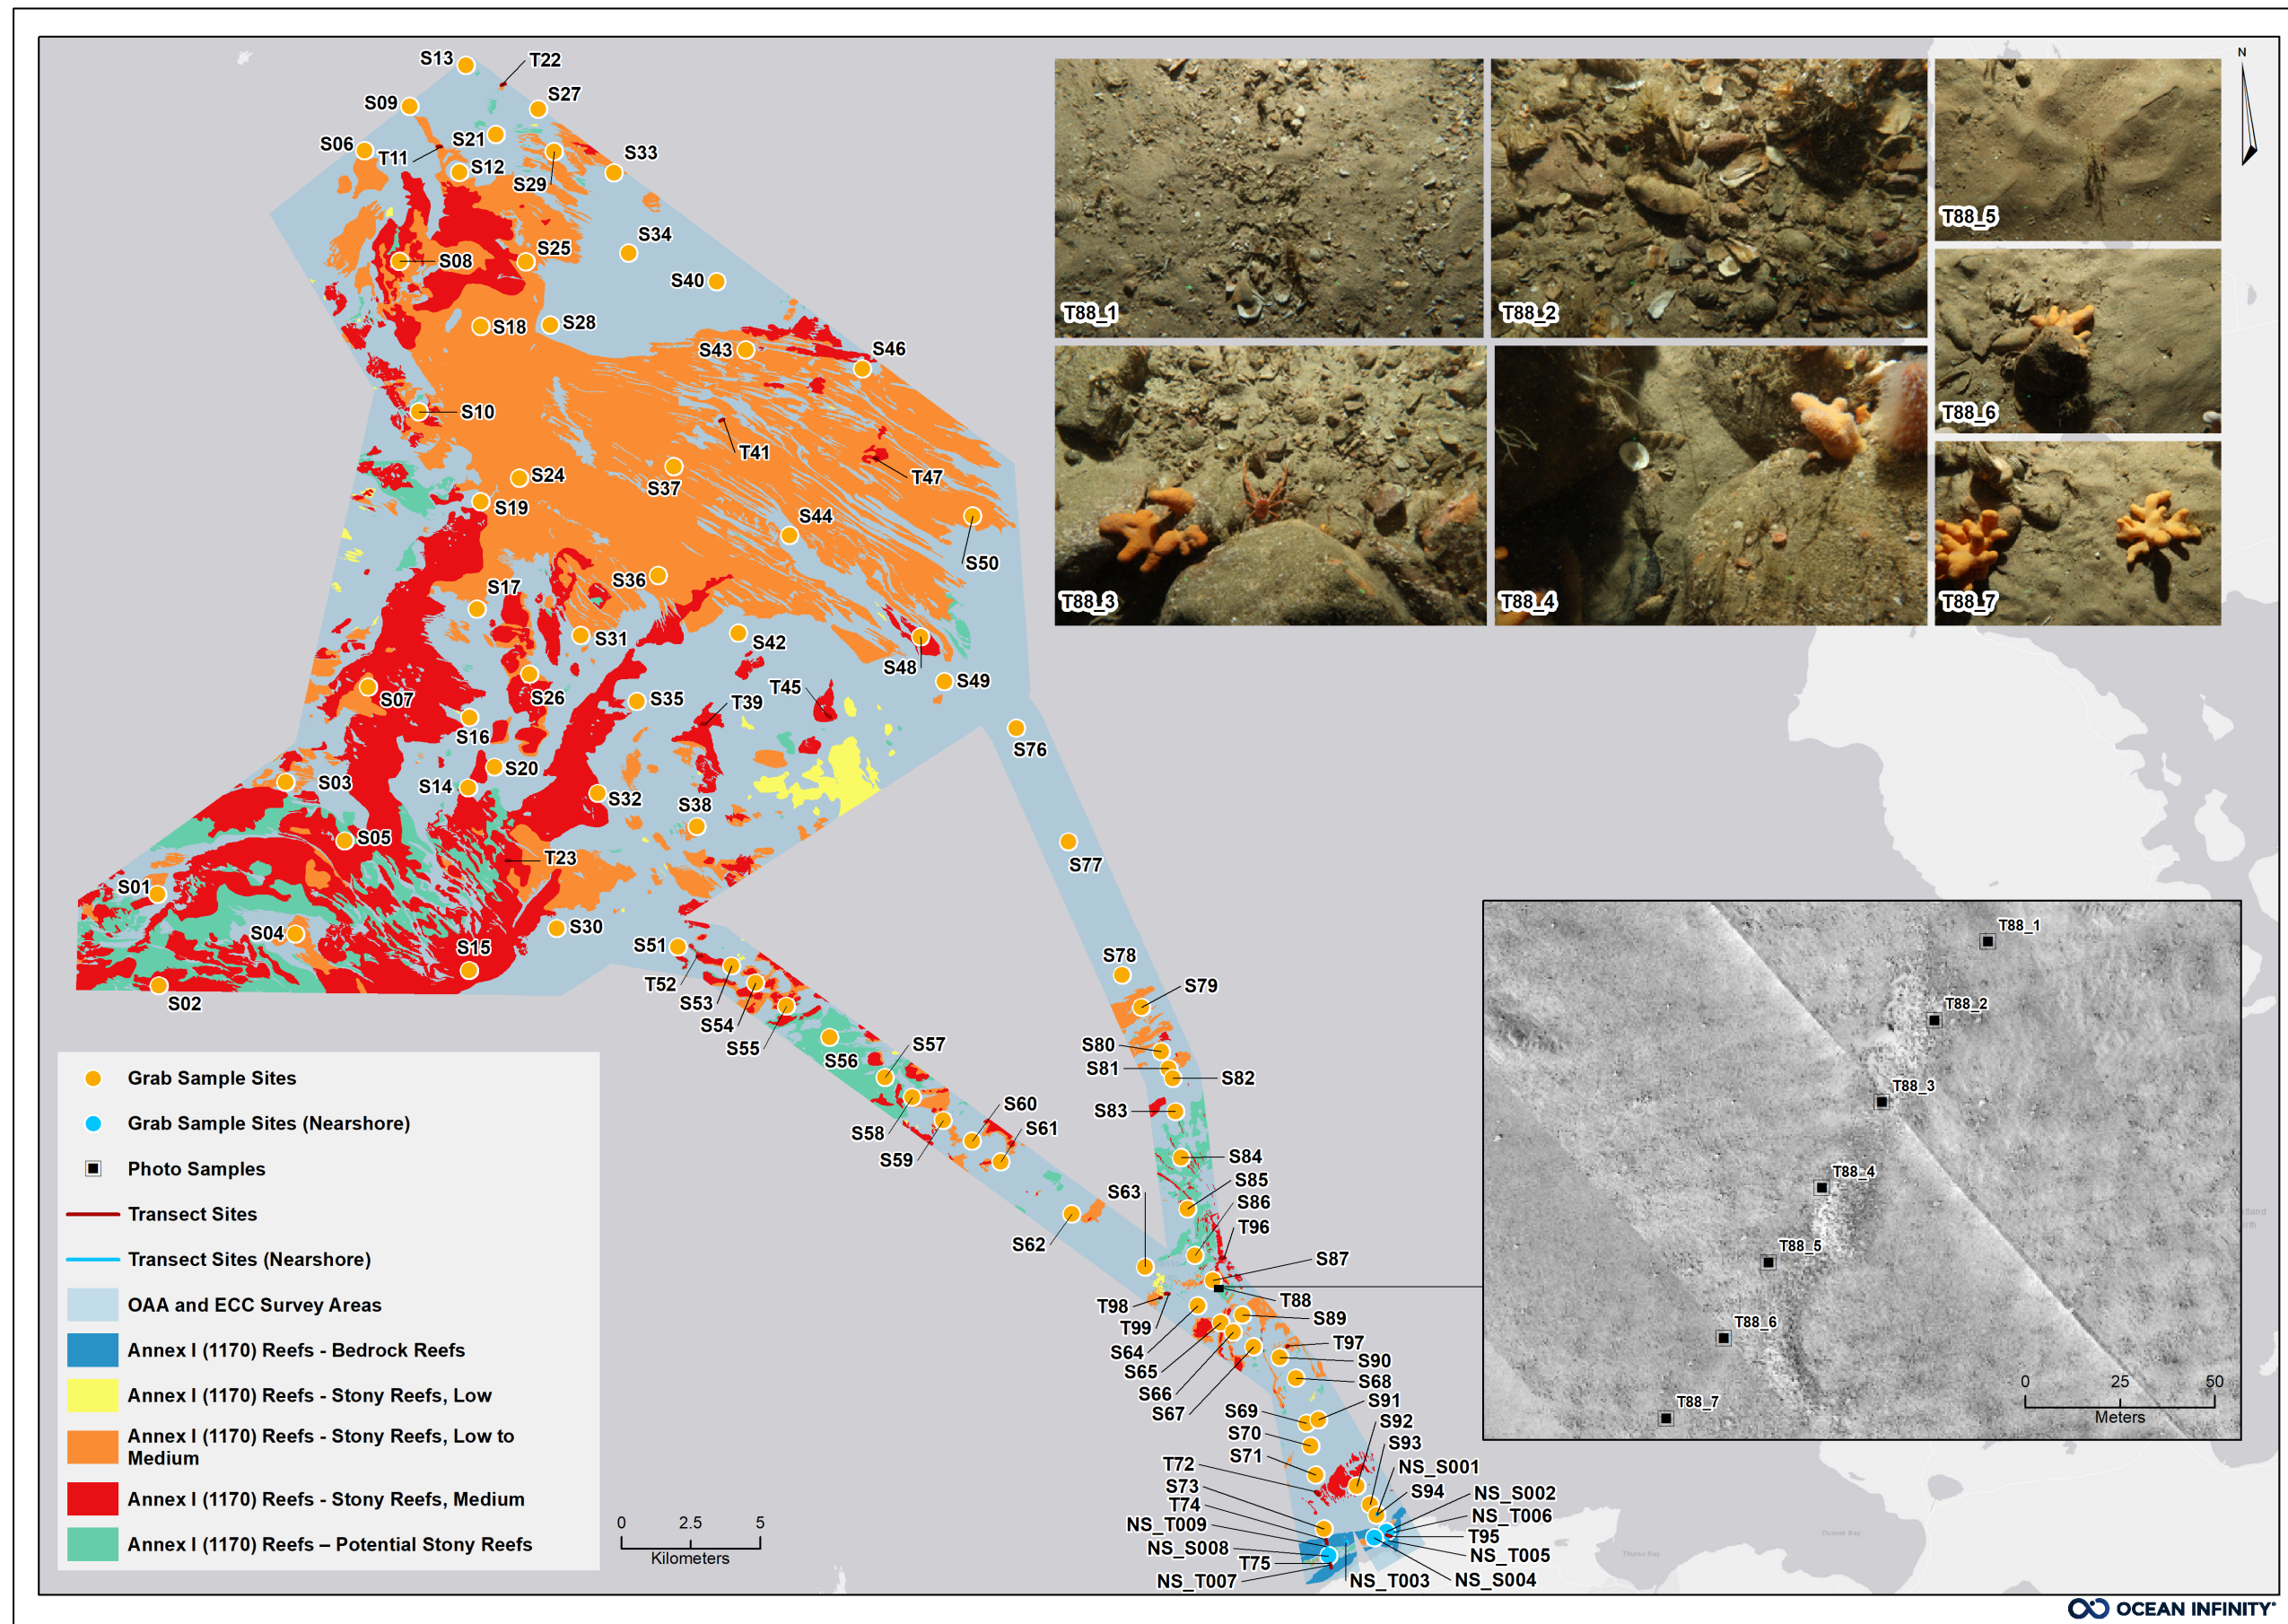 S13
T22
S09
S27
S21
S06
T11
S12
S33
S29
S34
S25
S08
S40
S18
S28
S43
S46
S10
T41
S24
S37
T47
S19
S44
S50
S36
S17
S31
S42
S48
S49
S07
S26
S35
T39
T45
S16
S76
S20
S03
S14
S32
S38
S05
T23
S77
S01
S04
S30
S15
S51
S02
T52
S53
S54
S55
S78
S79
S56
S57
S80
S81
S82
S83
S58
S60
S59
S61
S84
S63
S85
S86
T96
S62
S87
T98
T88
T99
S89
S64
T97
S65
S90
S66
S68
S67
S91
S69
S92
S70
S93
S71
NS_S001
T72
S94
S73
NS_S002
T74
NS_T006
NS_T009
T95
NS_S008
NS_T005
T75
NS_T007
NS_T003
NS_S004
N
T88_1
T88_2
T88_3
T88_4
T88_5
T88_6
T88_7
T88_1
T88_2
T88_3
T88_4
T88_5
T88_6
T88_7
0 25 50
Meters
Thurso Bay
Dunnet Bay
Grab Sample Sites
Grab Sample Sites (Nearshore)
Photo Samples
Transect Sites
Transect Sites (Nearshore)
OAA and ECC Survey Areas
Annex I (1170) Reefs - Bedrock Reefs
Annex I (1170) Reefs - Stony Reefs, Low
Annex I (1170) Reefs - Stony Reefs, Low to
Medium
Annex I (1170) Reefs - Stony Reefs, Medium
Annex I (1170) Reefs – Potential Stony Reefs
0 2.5 5
Kilometers
OCEAN INFINITY